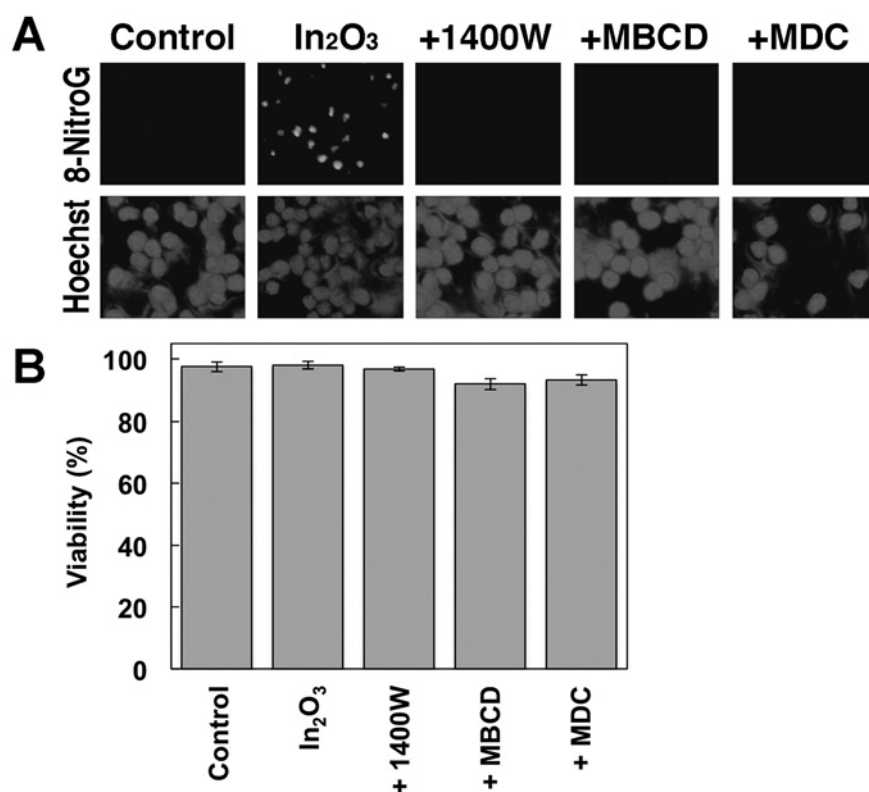 A
Control In₂O₃ +1400W +MBCD +MDC
8-NitroG
Hoechst
B
Viability (%)
100
80
60
40
20
0
Control
In₂O₃
+ 1400W
+ MBCD
+ MDC